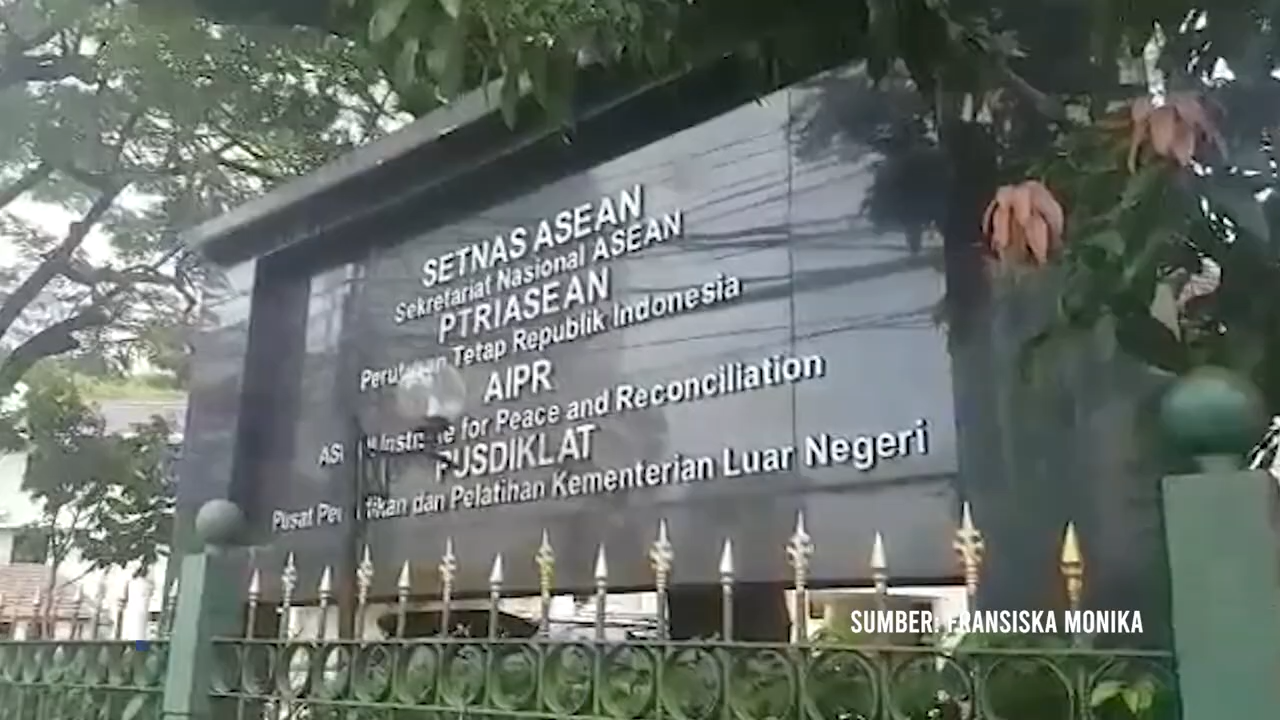 SETNAS ASEAN
Sekretariat Nasional ASEAN
PTRIASEAN
Tetap Republik Indonesia
AIPR
for Peace and Reconciliation
PUSDIKLAT
Pusat dan Pelatihan Kementerian Luar Negeri
SUMBER: FRANSISKA MONIKA